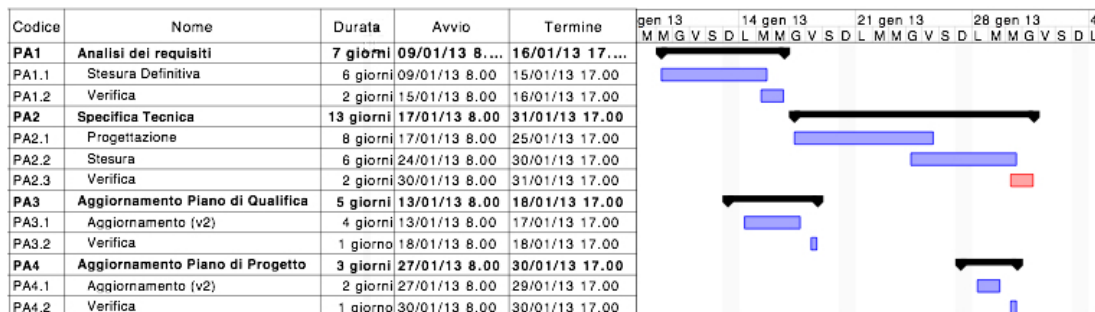 Codice Nome Durata Avvio Termine gen 13 14 gen 13 21 gen 13 28 gen 13 4
M M G V S D L M M G V S D L M M G V S D L M M G V S D L
PA1 Analisi dei requisiti 7 giorni 09/01/13 8.... 16/01/13 17....
PA1.1 Stesura Definitiva 6 giorni 09/01/13 8.00 15/01/13 17.00
PA1.2 Verifica 2 giorni 15/01/13 8.00 16/01/13 17.00
PA2 Specifica Tecnica 13 giorni 17/01/13 8.00 31/01/13 17.00
PA2.1 Progettazione 8 giorni 17/01/13 8.00 25/01/13 17.00
PA2.2 Stesura 6 giorni 24/01/13 8.00 30/01/13 17.00
PA2.3 Verifica 2 giorni 30/01/13 8.00 31/01/13 17.00
PA3 Aggiornamento Piano di Qualifica 5 giorni 13/01/13 8.00 18/01/13 17.00
PA3.1 Aggiornamento (v2) 4 giorni 13/01/13 8.00 17/01/13 17.00
PA3.2 Verifica 1 giorno 18/01/13 8.00 18/01/13 17.00
PA4 Aggiornamento Piano di Progetto 3 giorni 27/01/13 8.00 30/01/13 17.00
PA4.1 Aggiornamento (v2) 2 giorni 27/01/13 8.00 29/01/13 17.00
PA4.2 Verifica 1 giorno 30/01/13 8.00 30/01/13 17.00